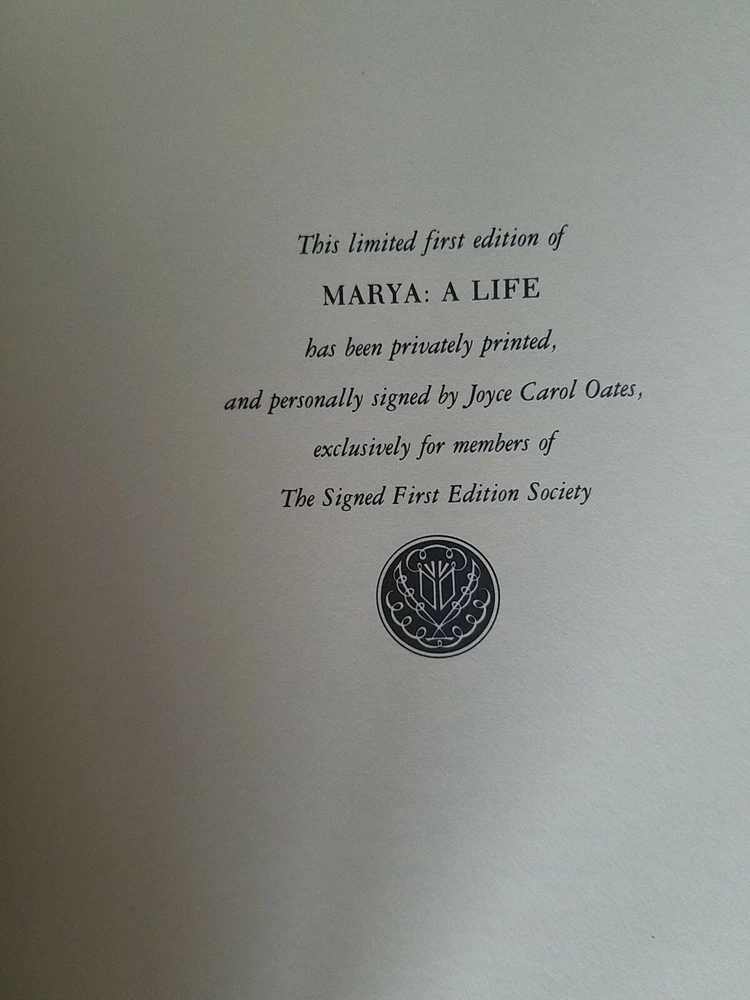 This limited first edition of
MARYA: A LIFE
has been privately printed,
and personally signed by Joyce Carol Oates,
exclusively for members of
The Signed First Edition Society